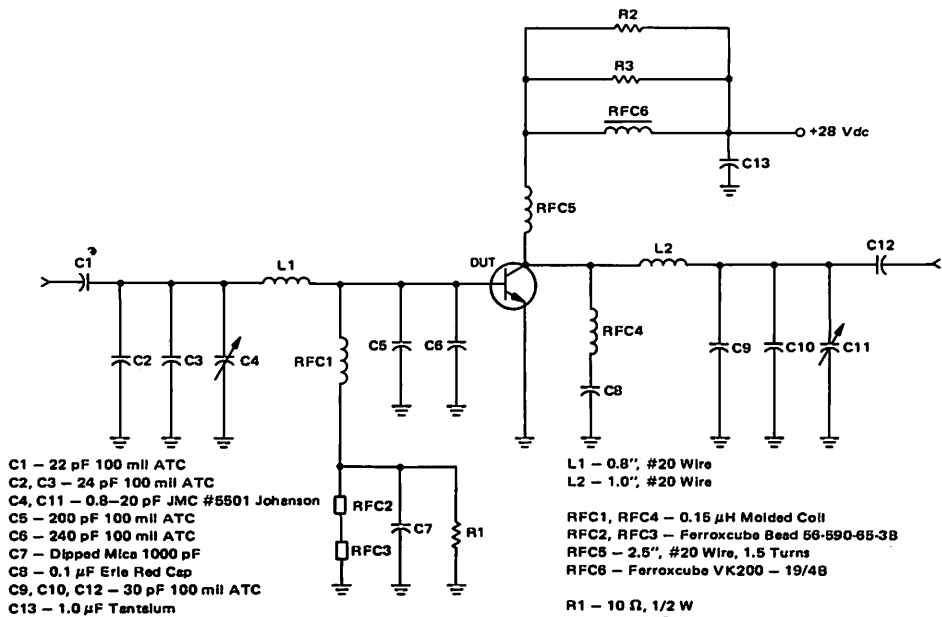 R2
R3
RFC6
+28 Vdc
C13
RFC5
C1
L1
DUT
L2
C12
C2
C3
C4
RFC1
C5
C6
RFC4
C8
C9
C10
C11
RFC2
RFC3
C7
R1
C1 – 22 pF 100 mil ATC
C2, C3 – 24 pF 100 mil ATC
C4, C11 – 0.8–20 pF JMC #5501 Johanson
C5 – 200 pF 100 mil ATC
C6 – 240 pF 100 mil ATC
C7 – Dipped Mica 1000 pF
C8 – 0.1 μF Erie Red Cap
C9, C10, C12 – 30 pF 100 mil ATC
C13 – 1.0 μF Tantalum
L1 – 0.8", #20 Wire
L2 – 1.0", #20 Wire
RFC1, RFC4 – 0.15 μH Molded Coil
RFC2, RFC3 – Ferroxcube Bead 56-590-65-3B
RFC5 – 2.5", #20 Wire, 1.5 Turns
RFC6 – Ferroxcube VK200 – 19/4B
R1 – 10 Ω, 1/2 W